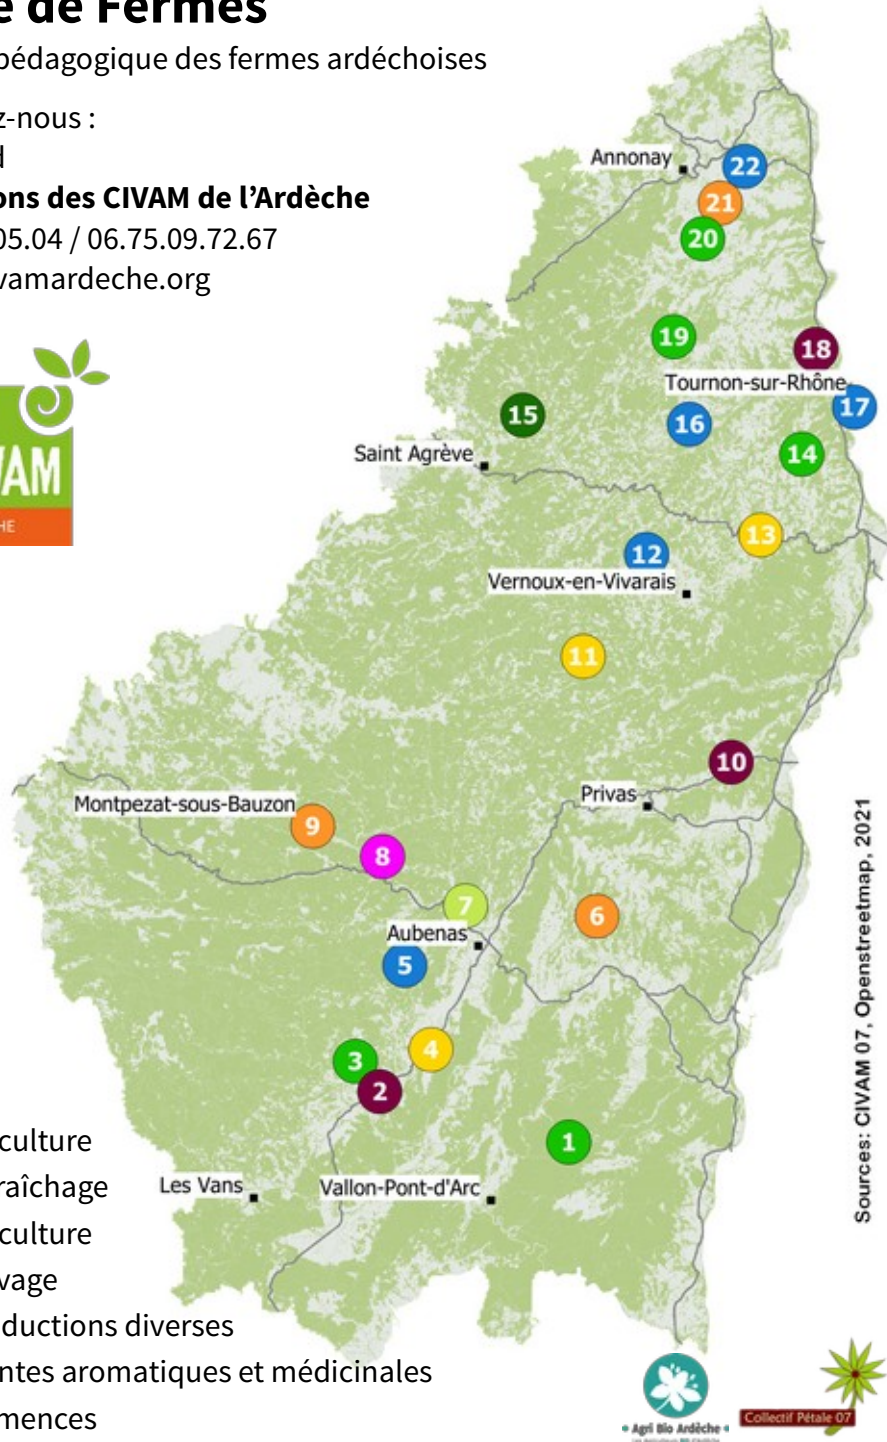 e de Fermes
pédagogique des fermes ardéchoises
z-nous :
d
ons des CIVAM de l'Ardèche
05.04 / 06.75.09.72.67
vamardeche.org
VAM
HE
Annonay
22
21
20
19
18
Tournon-sur-Rhône
17
15
16
14
Saint Agrève
13
12
Vernoux-en-Vivarais
11
10
Privas
Montpezat-sous-Bauzon
9
8
7
6
Aubenas
5
4
3
2
1
Les Vans
Vallon-Pont-d'Arc
Sources: CIVAM 07, Openstreetmap, 2021
culture
raîchage
culture
vage
ductions diverses
ntes aromatiques et médicinales
mences
Agri Bio Ardèche
Collectif Pétale 07